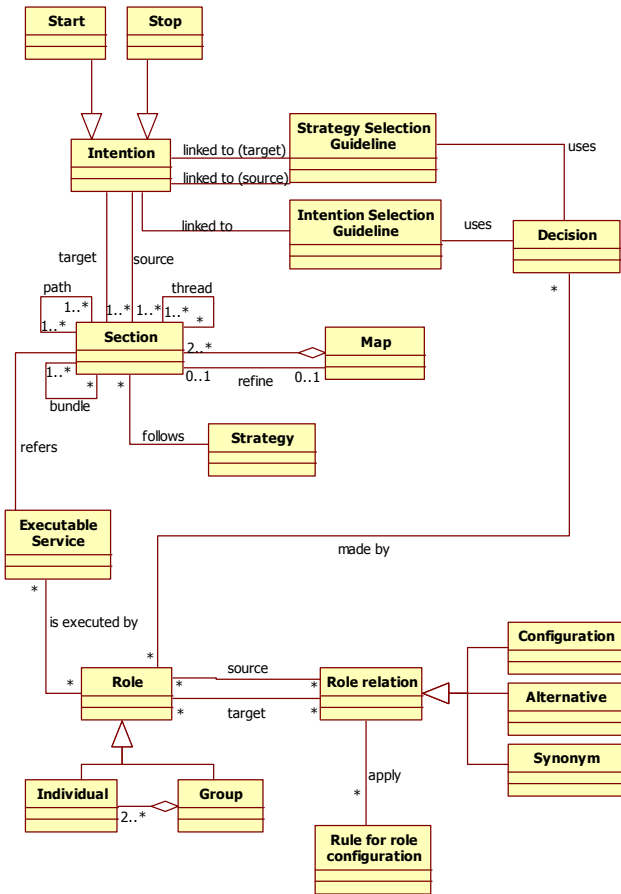 Start
Stop
Intention
linked to (target)
Strategy Selection
Guideline
linked to (source)
uses
linked to
Intention Selection
Guideline
uses
Decision
target
source
*
path
thread
1..*
1..*
1..*
1..*
1..*
*
Section
2..*
Map
0..1
0..1
refine
1..*
*
*
bundle
follows
Strategy
refers
Executable
Service
*
made by
is executed by
*
*
Role
*
source
*
Role relation
*
target
*
Configuration
Alternative
Synonym
Individual
2..*
Group
apply
*
Rule for role
configuration